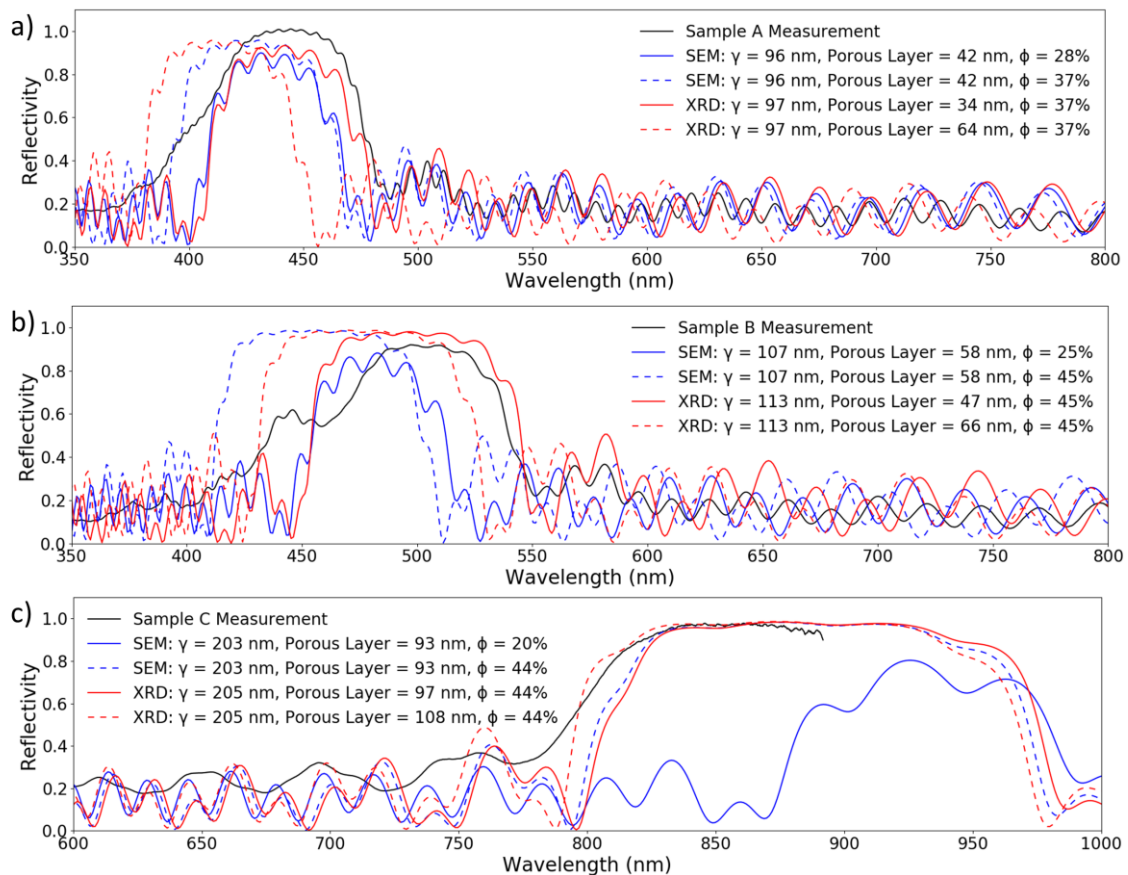 a)
1.0
0.8
0.6
0.4
0.2
0.0
Reflectivity
Sample A Measurement
SEM: γ = 96 nm, Porous Layer = 42 nm, ϕ = 28%
SEM: γ = 96 nm, Porous Layer = 42 nm, ϕ = 37%
XRD: γ = 97 nm, Porous Layer = 34 nm, ϕ = 37%
XRD: γ = 97 nm, Porous Layer = 64 nm, ϕ = 37%
350 400 450 500 550 600 650 700 750 800
Wavelength (nm)
b)
1.0
0.8
0.6
0.4
0.2
0.0
Reflectivity
Sample B Measurement
SEM: γ = 107 nm, Porous Layer = 58 nm, ϕ = 25%
SEM: γ = 107 nm, Porous Layer = 58 nm, ϕ = 45%
XRD: γ = 113 nm, Porous Layer = 47 nm, ϕ = 45%
XRD: γ = 113 nm, Porous Layer = 66 nm, ϕ = 45%
350 400 450 500 550 600 650 700 750 800
Wavelength (nm)
c)
1.0
0.8
0.6
0.4
0.2
0.0
Reflectivity
Sample C Measurement
SEM: γ = 203 nm, Porous Layer = 93 nm, ϕ = 20%
SEM: γ = 203 nm, Porous Layer = 93 nm, ϕ = 44%
XRD: γ = 205 nm, Porous Layer = 97 nm, ϕ = 44%
XRD: γ = 205 nm, Porous Layer = 108 nm, ϕ = 44%
600 650 700 750 800 850 900 950 1000
Wavelength (nm)